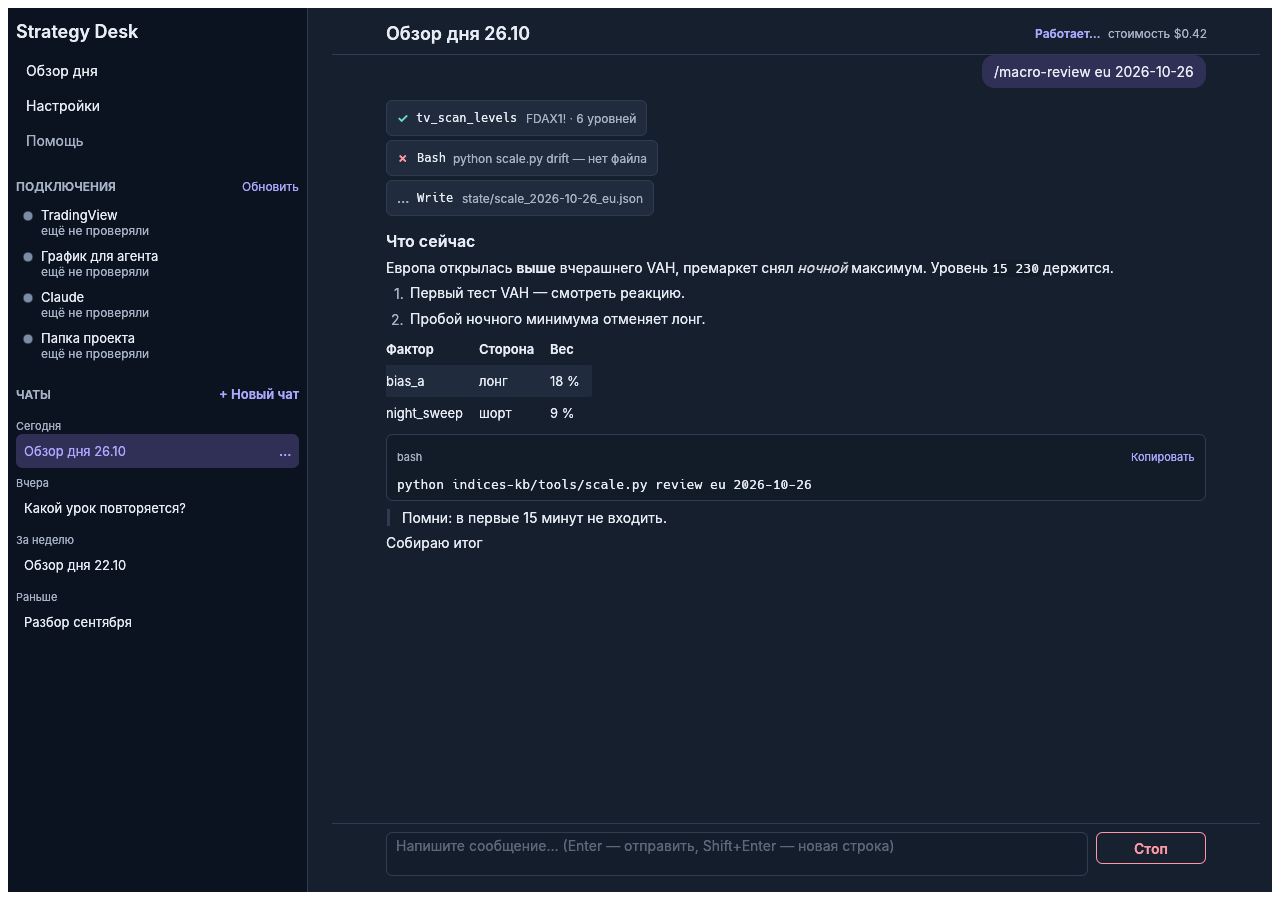 Strategy Desk
Обзор дня
Настройки
Помощь
ПОДКЛЮЧЕНИЯ Обновить
TradingView
ещё не проверяли
График для агента
ещё не проверяли
Claude
ещё не проверяли
Папка проекта
ещё не проверяли
ЧАТЫ + Новый чат
Сегодня
Обзор дня 26.10 ...
Вчера
Какой урок повторяется?
За неделю
Обзор дня 22.10
Раньше
Разбор сентября
Обзор дня 26.10 Работает... стоимость $0.42
/macro-review eu 2026-10-26
✓ tv_scan_levels FDAX1! · 6 уровней
× Bash python scale.py drift — нет файла
... Write state/scale_2026-10-26_eu.json
Что сейчас
Европа открылась выше вчерашнего VAH, премаркет снял ночной максимум. Уровень 15 230 держится.
1. Первый тест VAH — смотреть реакцию.
2. Пробой ночного минимума отменяет лонг.
Фактор Сторона Вес
bias_a лонг 18 %
night_sweep шорт 9 %
bash Копировать
python indices-kb/tools/scale.py review eu 2026-10-26
Помни: в первые 15 минут не входить.
Собираю итог
Напишите сообщение... (Enter — отправить, Shift+Enter — новая строка)
Стоп